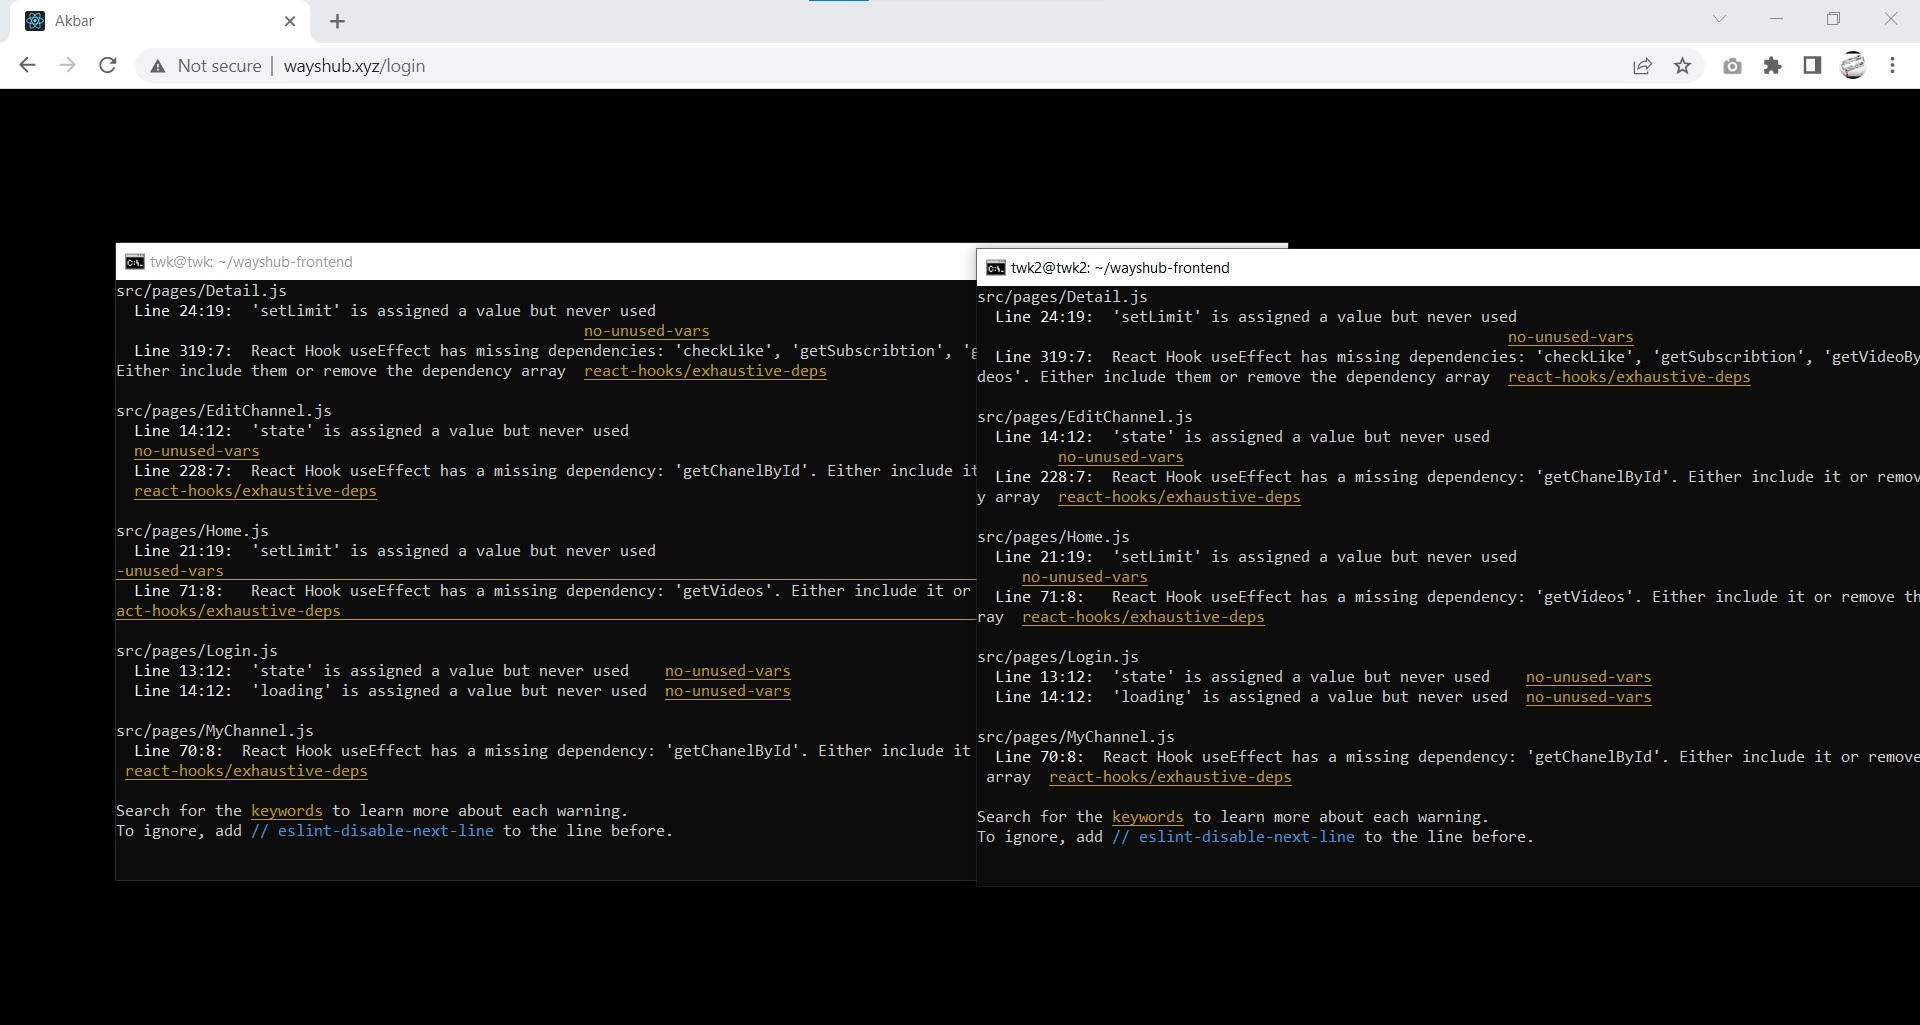 Akbar
Not secure | wayshub.xyz/login
twk@twk: ~/wayshub-frontend
src/pages/Detail.js
Line 24:19: 'setLimit' is assigned a value but never used
no-unused-vars
Line 319:7: React Hook useEffect has missing dependencies: 'checkLike', 'getSubscribtion', '
Either include them or remove the dependency array react-hooks/exhaustive-deps
src/pages/EditChannel.js
Line 14:12: 'state' is assigned a value but never used
no-unused-vars
Line 228:7: React Hook useEffect has a missing dependency: 'getChanelById'. Either include it
react-hooks/exhaustive-deps
src/pages/Home.js
Line 21:19: 'setLimit' is assigned a value but never used
-unused-vars
Line 71:8: React Hook useEffect has a missing dependency: 'getVideos'. Either include it or
act-hooks/exhaustive-deps
src/pages/Login.js
Line 13:12: 'state' is assigned a value but never used no-unused-vars
Line 14:12: 'loading' is assigned a value but never used no-unused-vars
src/pages/MyChannel.js
Line 70:8: React Hook useEffect has a missing dependency: 'getChanelById'. Either include it
react-hooks/exhaustive-deps
Search for the keywords to learn more about each warning.
To ignore, add // eslint-disable-next-line to the line before.
twk2@twk2: ~/wayshub-frontend
src/pages/Detail.js
Line 24:19: 'setLimit' is assigned a value but never used
no-unused-vars
Line 319:7: React Hook useEffect has missing dependencies: 'checkLike', 'getSubscribtion', 'getVideoBy
deos'. Either include them or remove the dependency array react-hooks/exhaustive-deps
src/pages/EditChannel.js
Line 14:12: 'state' is assigned a value but never used
no-unused-vars
Line 228:7: React Hook useEffect has a missing dependency: 'getChanelById'. Either include it or remov
y array react-hooks/exhaustive-deps
src/pages/Home.js
Line 21:19: 'setLimit' is assigned a value but never used
no-unused-vars
Line 71:8: React Hook useEffect has a missing dependency: 'getVideos'. Either include it or remove th
ray react-hooks/exhaustive-deps
src/pages/Login.js
Line 13:12: 'state' is assigned a value but never used no-unused-vars
Line 14:12: 'loading' is assigned a value but never used no-unused-vars
src/pages/MyChannel.js
Line 70:8: React Hook useEffect has a missing dependency: 'getChanelById'. Either include it or remove
array react-hooks/exhaustive-deps
Search for the keywords to learn more about each warning.
To ignore, add // eslint-disable-next-line to the line before.